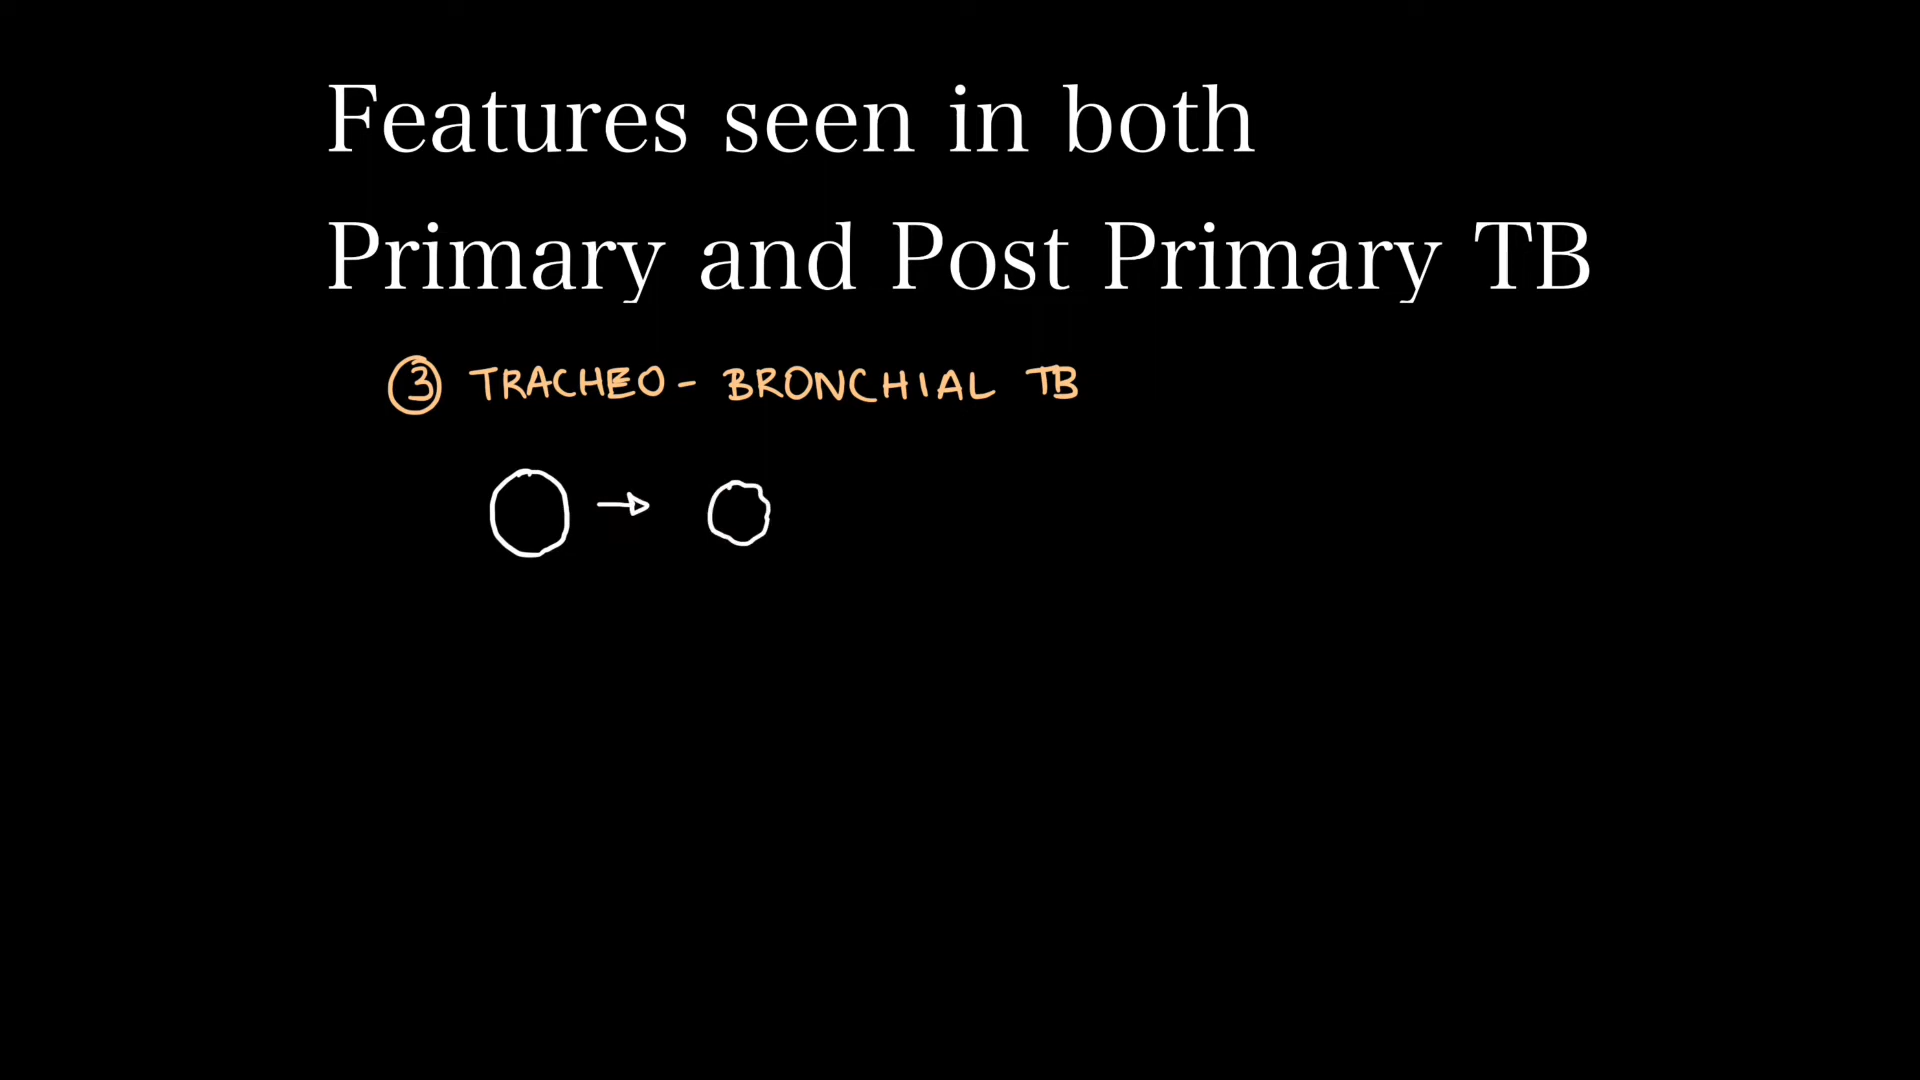 Features seen in both
Primary and Post Primary TB
3 TRACHEO - BRONCHIAL TB